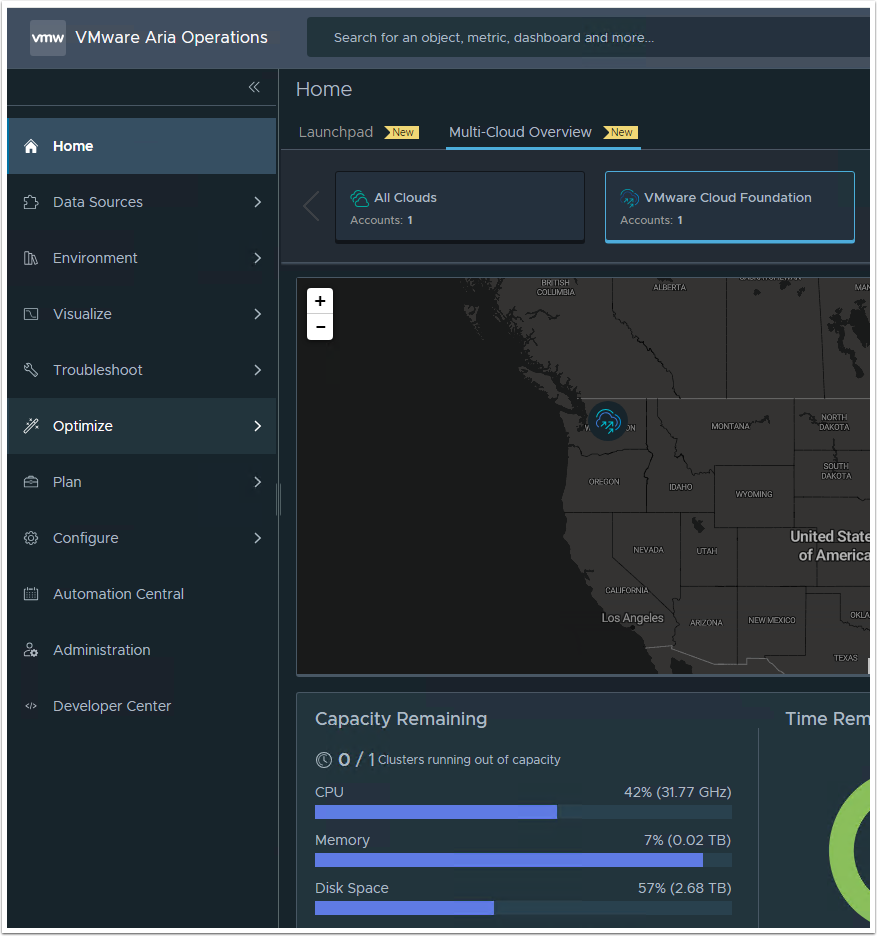 vmw VMware Aria Operations
Search for an object, metric, dashboard and more...
Home
Data Sources
Environment
Visualize
Troubleshoot
Optimize
Plan
Configure
Automation Central
Administration
Developer Center
Home
Launchpad New Multi-Cloud Overview New
All Clouds
Accounts: 1
VMware Cloud Foundation
Accounts: 1
+
−
BRITISH
COLUMBIA
ALBERTA
MONTANA
NORTH
DAKOTA
OREGON
IDAHO
SOUTH
DAKOTA
WYOMING
United State
of America
NEVADA
UTAH
CALIFORNIA
Los Angeles
ARIZONA
NEW MEXICO
OKLA
TEXAS
Capacity Remaining
0 / 1 Clusters running out of capacity
CPU 42% (31.77 GHz)
Memory 7% (0.02 TB)
Disk Space 57% (2.68 TB)
Time Rem